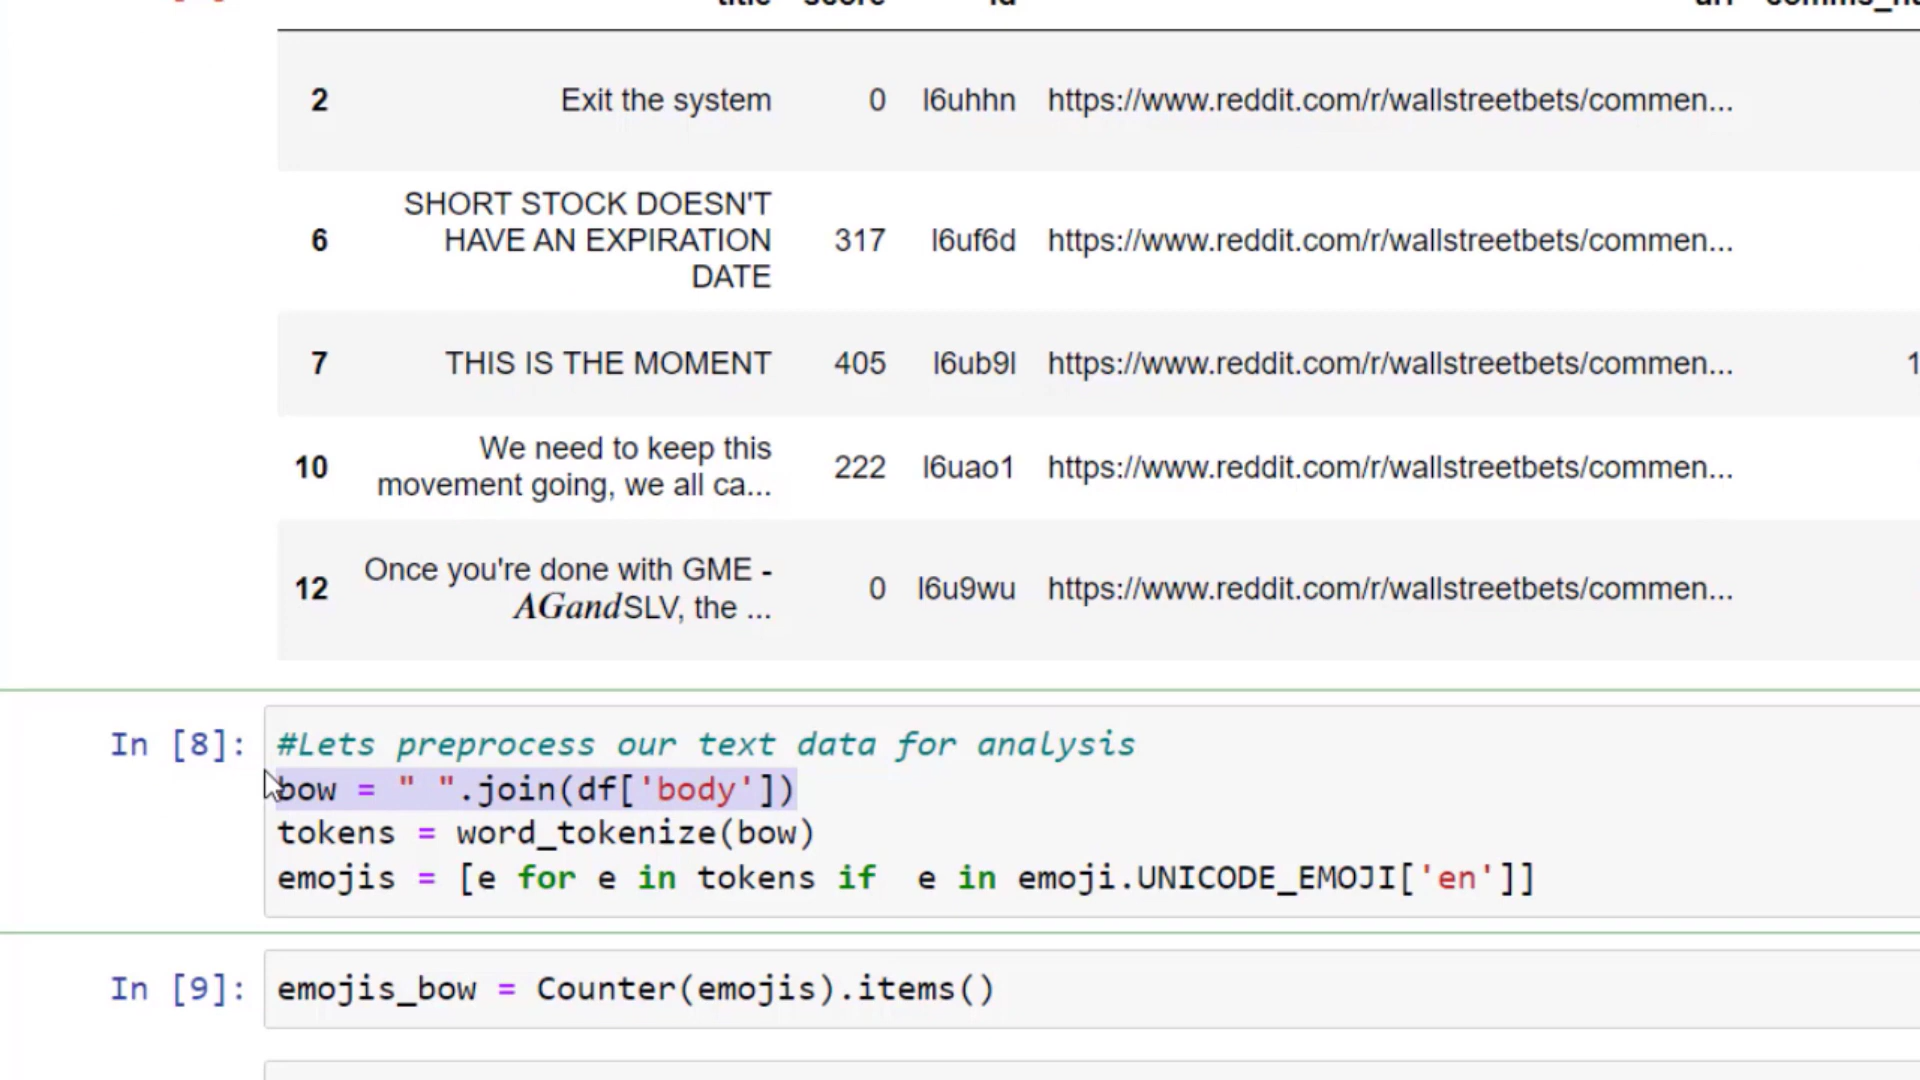 title score id url
2 Exit the system 0 l6uhhn https://www.reddit.com/r/wallstreetbets/commen...
SHORT STOCK DOESN'T
6 HAVE AN EXPIRATION 317 l6uf6d https://www.reddit.com/r/wallstreetbets/commen...
DATE
7 THIS IS THE MOMENT 405 l6ub9l https://www.reddit.com/r/wallstreetbets/commen... 1
We need to keep this
10 movement going, we all ca... 222 l6uao1 https://www.reddit.com/r/wallstreetbets/commen...
Once you're done with GME -
12 AGandSLV, the ... 0 l6u9wu https://www.reddit.com/r/wallstreetbets/commen...
In [8]: #Lets preprocess our text data for analysis
bow = " ".join(df['body'])
tokens = word_tokenize(bow)
emojis = [e for e in tokens if  e in emoji.UNICODE_EMOJI['en']]
In [9]: emojis_bow = Counter(emojis).items()